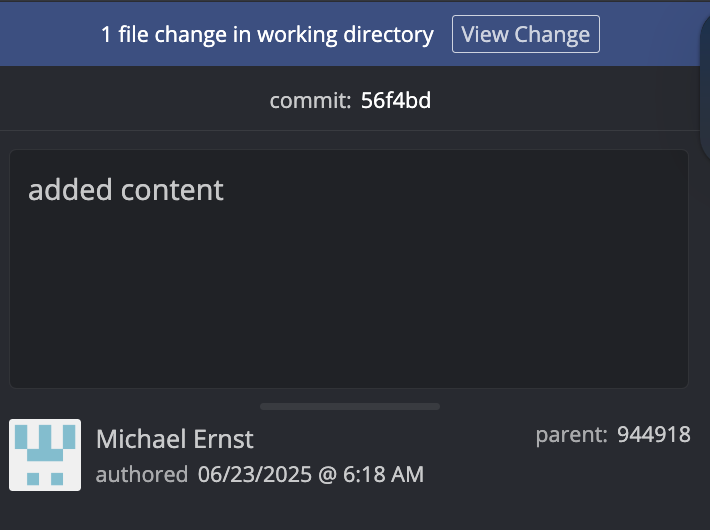 1 file change in working directory View Change
commit: 56f4bd
added content
Michael Ernst
parent: 944918
authored 06/23/2025 @ 6:18 AM